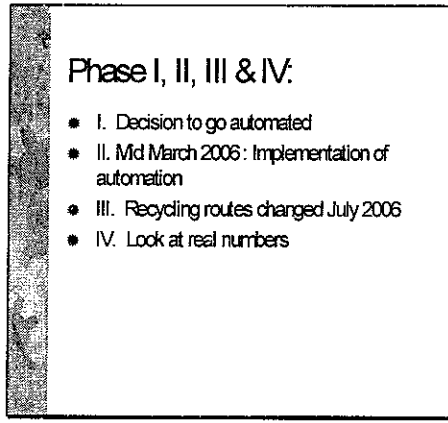 Phase I, II, III & IV:
I. Decision to go automated
II. Mid March 2006 : Implementation of
automation
III. Recycling routes changed July 2006
IV. Look at real numbers